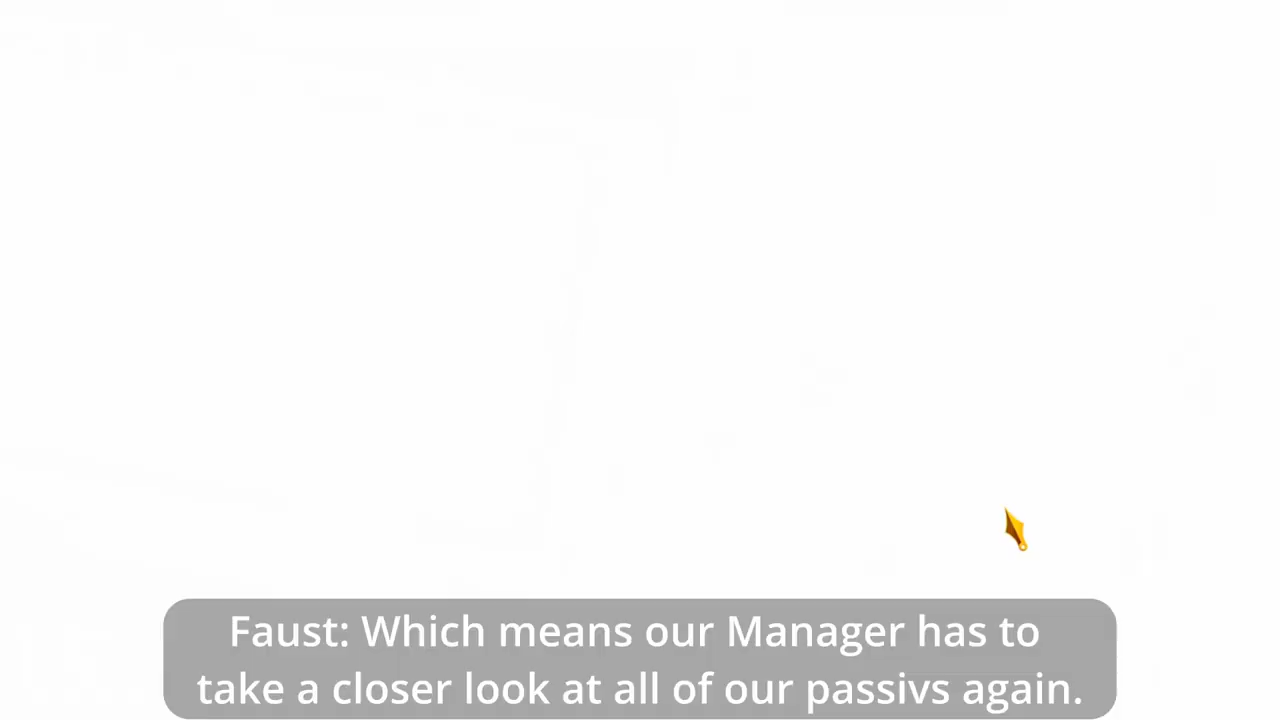 Faust: Which means our Manager has to
take a closer look at all of our passivs again.